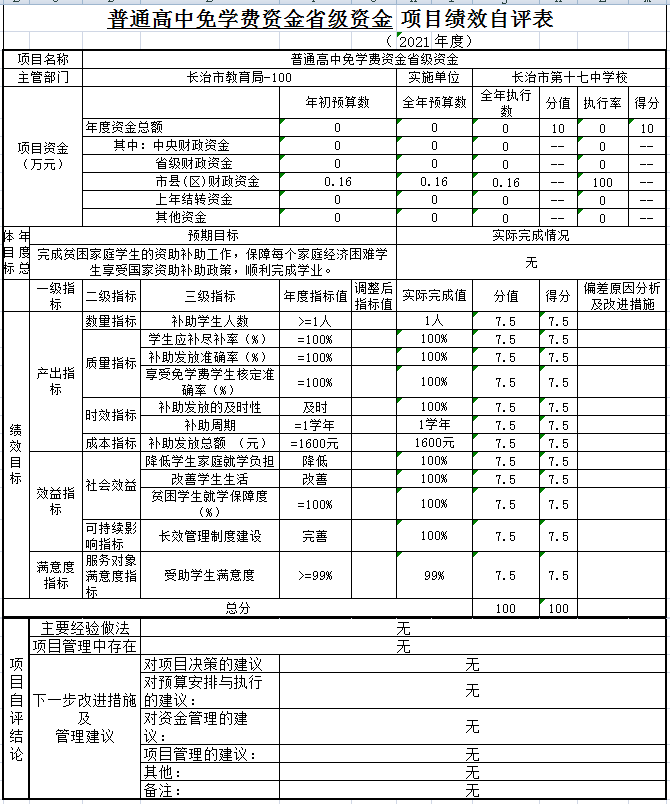 普通高中免学费资金省级资金 项目绩效自评表
（2021年度）
项目名称 普通高中免学费资金省级资金
主管部门 长治市教育局-100 实施单位 长治市第十七中学校
项目资金（万元） 年初预算数 全年预算数 全年执行数 分值 执行率 得分
年度资金总额 0 0 0 10 0 10
其中：中央财政资金 0 0 0 -- 0 --
省级财政资金 0 0 0 -- 0 --
市县(区)财政资金 0.16 0.16 0.16 -- 100 --
上年结转资金 0 0 0 -- 0 --
其他资金 0 0 0 -- 0 --
年度总体目标 预期目标 实际完成情况
完成贫困家庭学生的资助补助工作，保障每个家庭经济困难学生享受国家资助补助政策，顺利完成学业。 无
绩效目标 一级指标 二级指标 三级指标 年度指标值 调整后指标值 实际完成值 分值 得分 偏差原因分析及改进措施
产出指标 数量指标 补助学生人数 >=1人 1人 7.5 7.5
质量指标 学生应补尽补率（%） =100% 100% 7.5 7.5
补助发放准确率（%） =100% 100% 7.5 7.5
享受免学费学生核定准确率（%） =100% 100% 7.5 7.5
时效指标 补助发放的及时性 及时 100% 7.5 7.5
补助周期 =1学年 1学年 7.5 7.5
成本指标 补助发放总额 （元） =1600元 1600元 7.5 7.5
效益指标 社会效益 降低学生家庭就学负担 降低 100% 7.5 7.5
改善学生生活 改善 100% 7.5 7.5
贫困学生就学保障度（%） =100% 100% 7.5 7.5
可持续影响指标 长效管理制度建设 完善 100% 7.5 7.5
满意度指标 服务对象满意度指标 受助学生满意度 >=99% 99% 7.5 7.5
总分 100 100
项目自评结论 主要经验做法 无
项目管理中存在 无
下一步改进措施及管理建议 对项目决策的建议 无
对预算安排与执行的建议： 无
对资金管理的建议： 无
项目管理的建议： 无
其他： 无
备注： 无